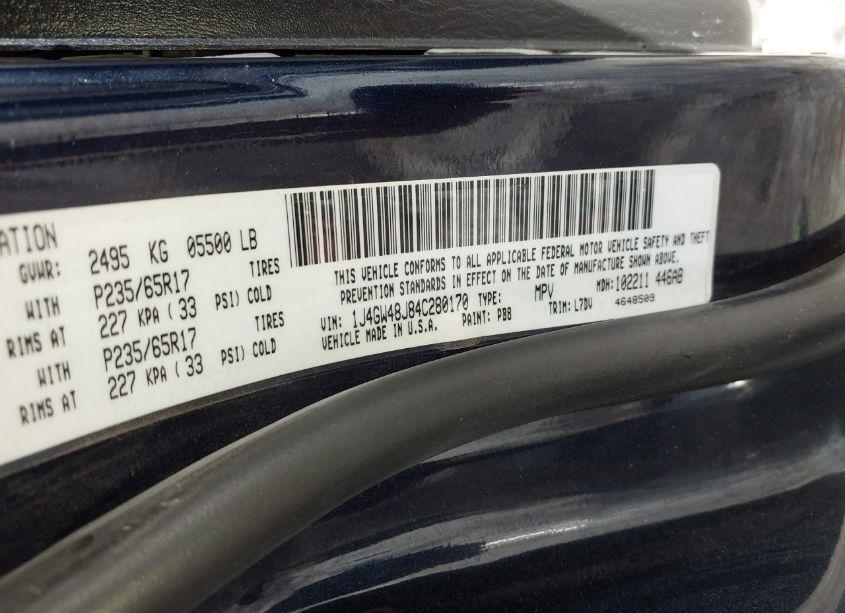 ATION
GVWR: 2495 KG 05500 LB
WITH P235/65R17 TIRES
RIMS AT 227 KPA ( 33 PSI) COLD
WITH P235/65R17 TIRES
RIMS AT 227 KPA ( 33 PSI) COLD
THIS VEHICLE CONFORMS TO ALL APPLICABLE FEDERAL MOTOR VEHICLE SAFETY AND THEFT
PREVENTION STANDARDS IN EFFECT ON THE DATE OF MANUFACTURE SHOWN ABOVE.
VIN: 1J4GW48J84C280170 TYPE: MPV MDH: 102211 446AB
VEHICLE MADE IN U.S.A. PAINT: PB8 TRIM: L7DV 4648509